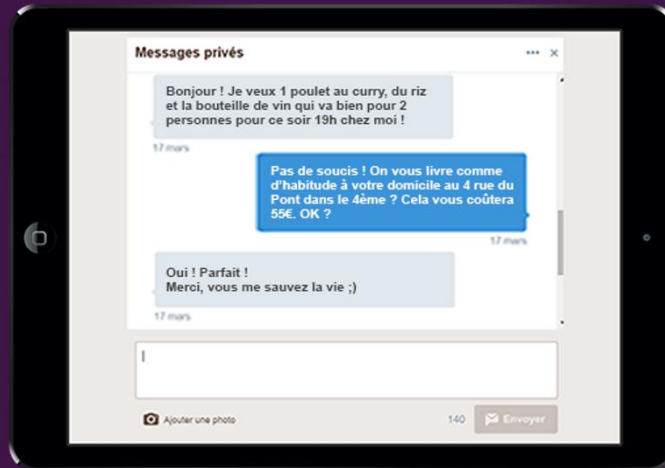 Messages privés
Bonjour ! Je veux 1 poulet au curry, du riz
et la bouteille de vin qui va bien pour 2
personnes pour ce soir 19h chez moi !
17 mars
Pas de soucis ! On vous livre comme
d'habitude à votre domicile au 4 rue du
Pont dans le 4ème ? Cela vous coûtera
55€. OK ?
17 mars
Oui ! Parfait !
Merci, vous me sauvez la vie ;)
17 mars
Ajouter une photo
140
Envoyer